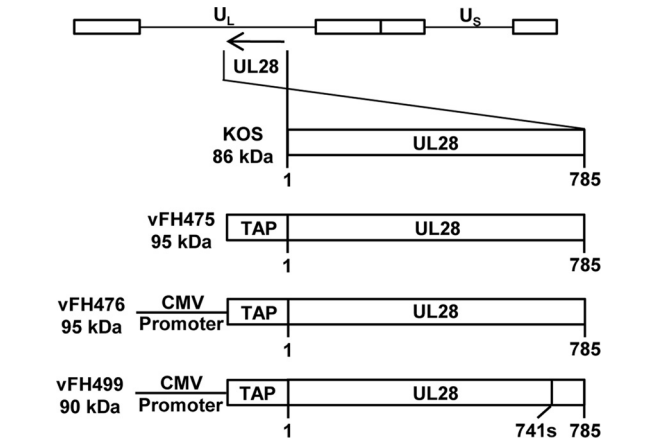 UL US
UL28
KOS
86 kDa
UL28
1 785
vFH475
95 kDa
TAP UL28
1 785
vFH476
95 kDa
CMV
Promoter
TAP UL28
1 785
vFH499
90 kDa
CMV
Promoter
TAP UL28
1 741s 785